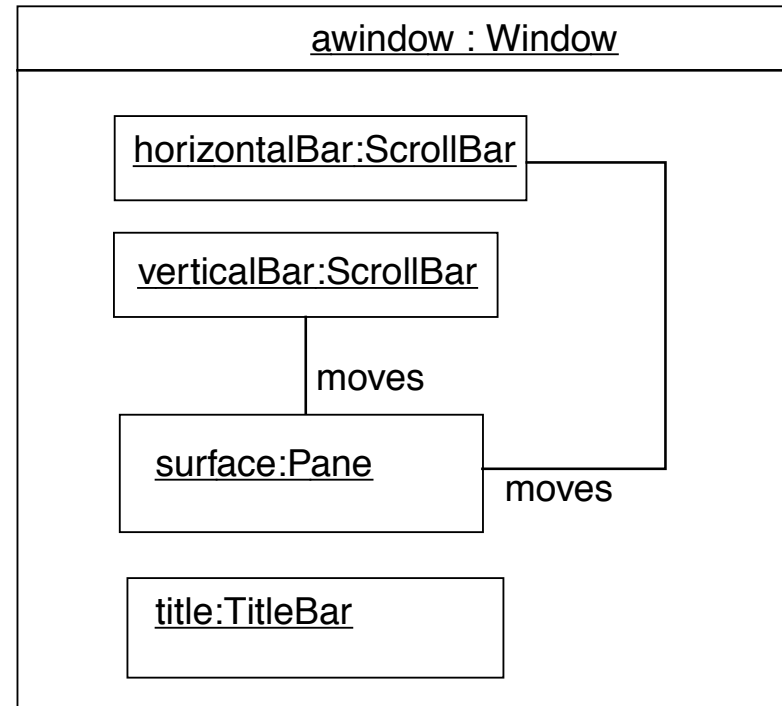 awindow : Window
horizontalBar:ScrollBar
verticalBar:ScrollBar
moves
surface:Pane
moves
title:TitleBar